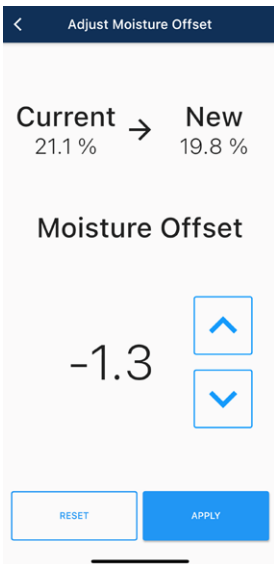 Adjust Moisture Offset
Current → New
21.1 % 19.8 %
Moisture Offset
-1.3
RESET APPLY